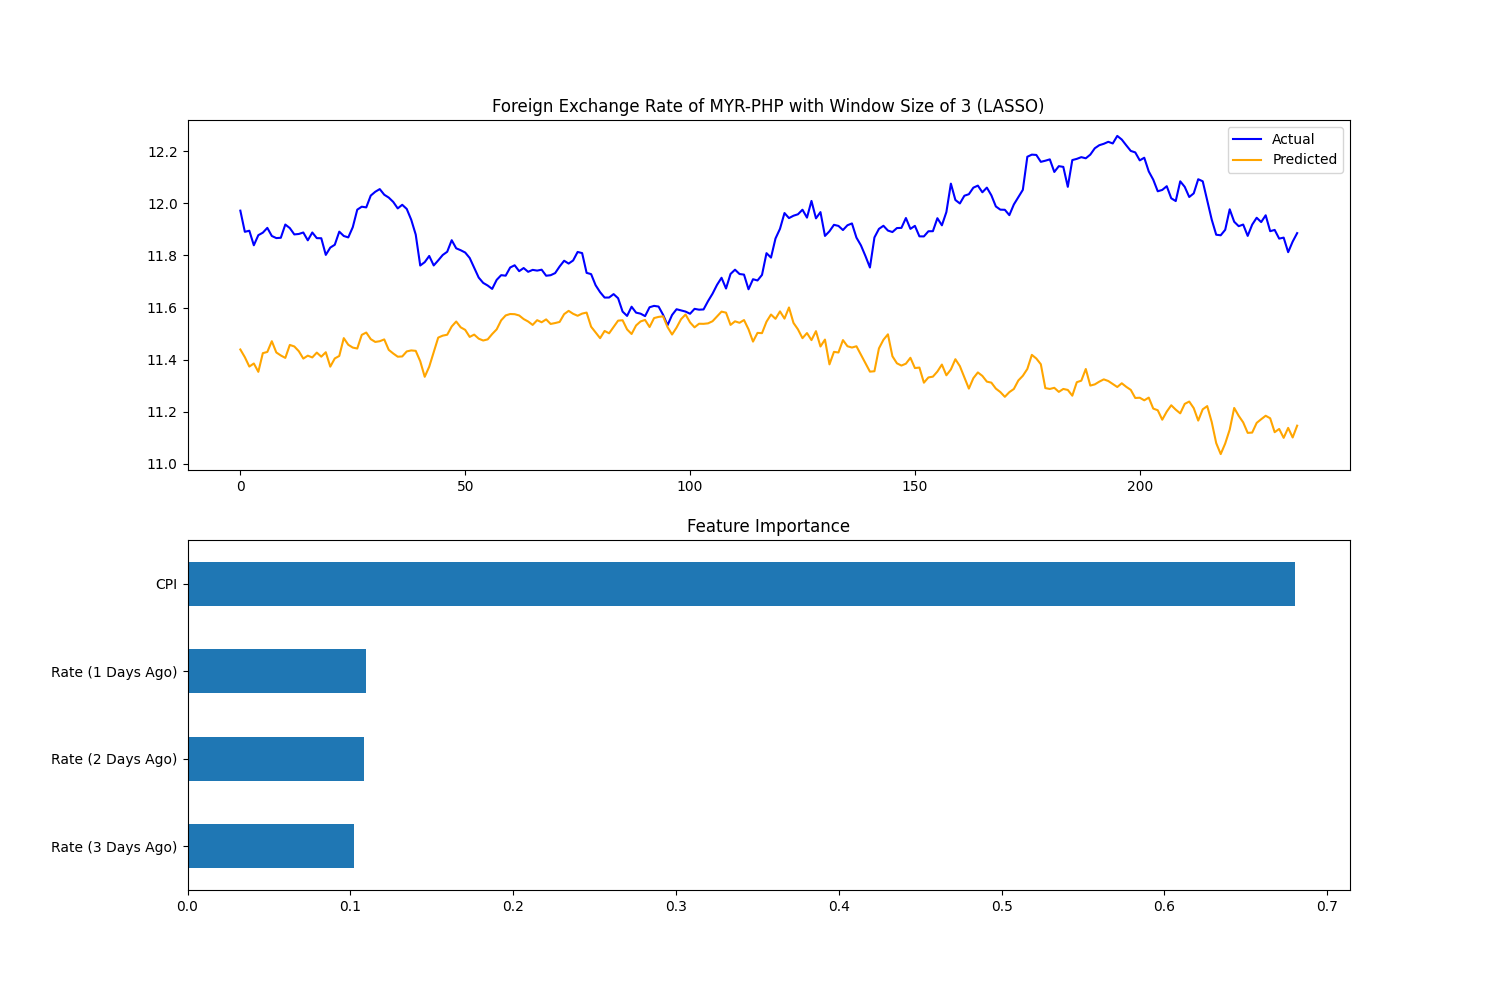 Foreign Exchange Rate of MYR-PHP with Window Size of 3 (LASSO)
Actual
Predicted
12.2
12.0
11.8
11.6
11.4
11.2
11.0
0 50 100 150 200
Feature Importance
CPI
Rate (1 Days Ago)
Rate (2 Days Ago)
Rate (3 Days Ago)
0.0 0.1 0.2 0.3 0.4 0.5 0.6 0.7